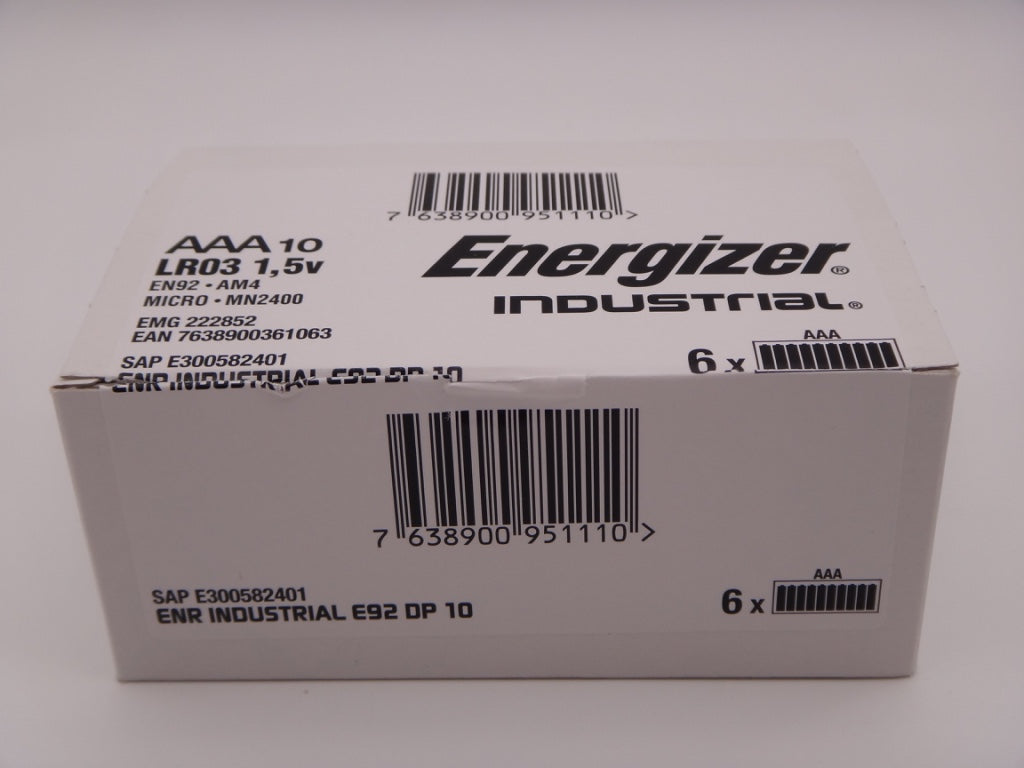 7 638900 951110 >
AAA 10
LR03 1,5v
EN92 • AM4
MICRO • MN2400
EMG 222852
EAN 7638900361063
SAP E300582401
ENR INDUSTRIAL E92 DP 10
Energizer®
INDUSTRIAL®
AAA
6 x
7 638900 951110 >
SAP E300582401
ENR INDUSTRIAL E92 DP 10
AAA
6 x